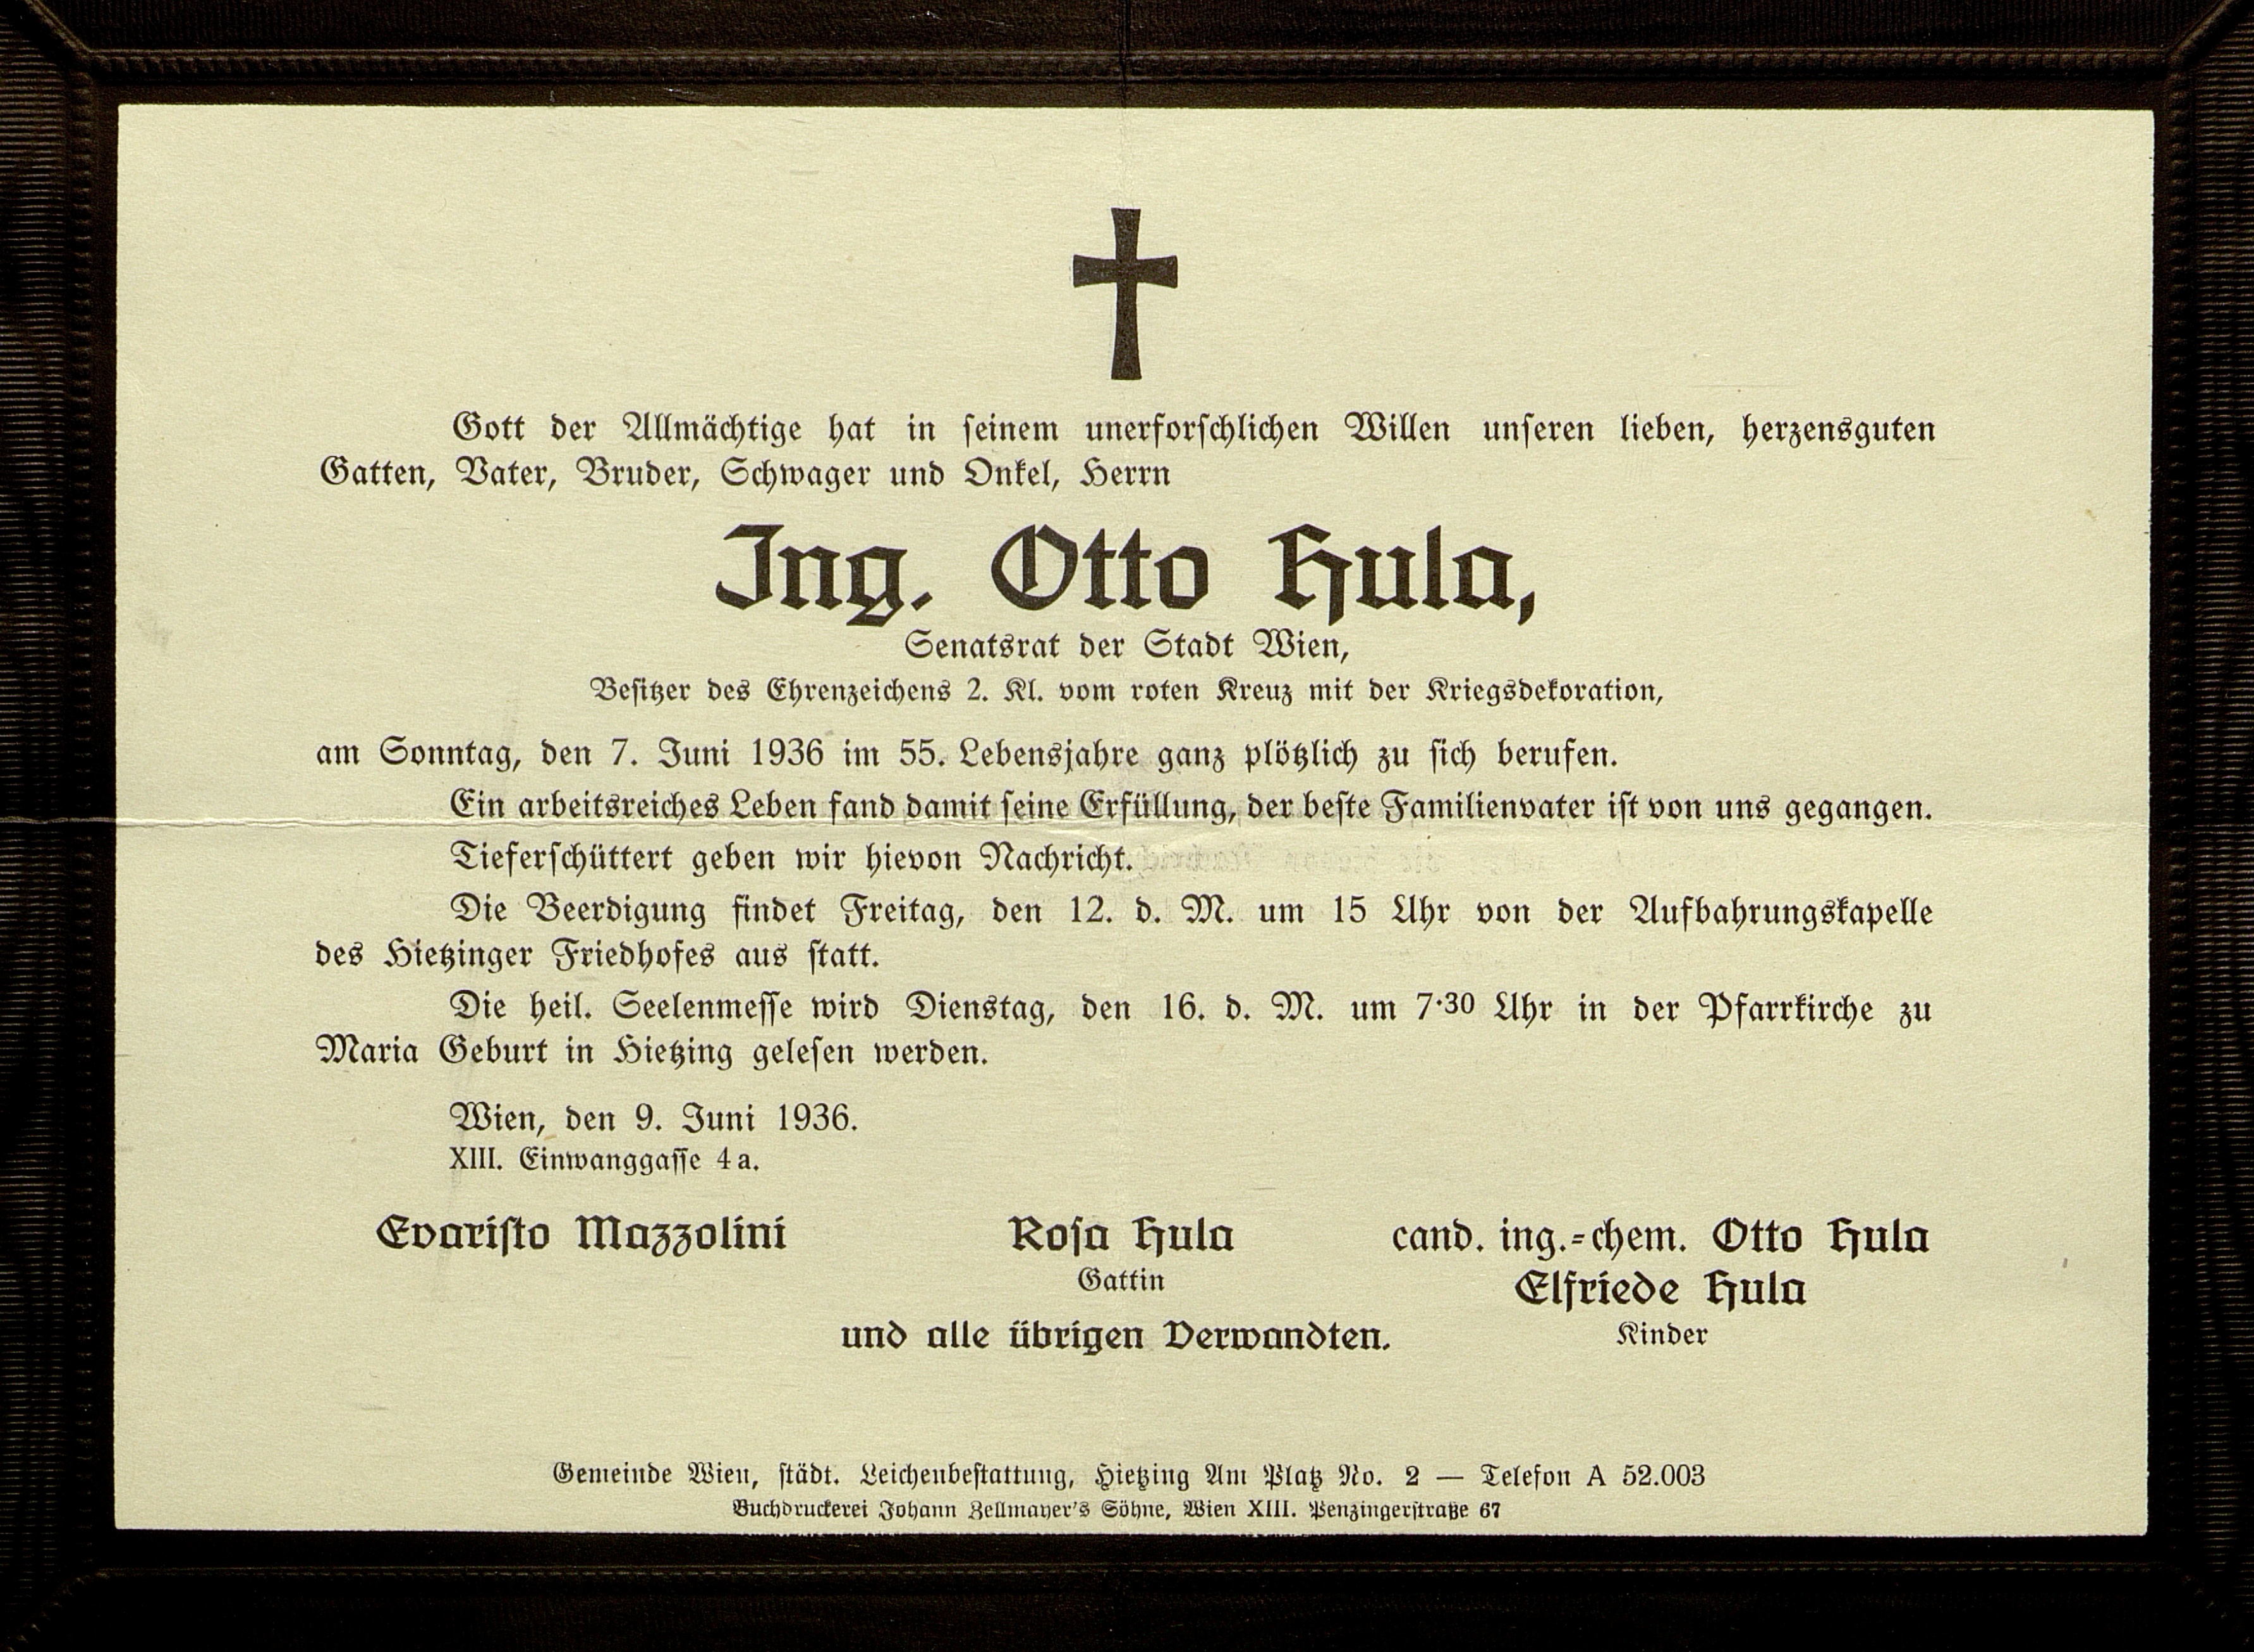 Gott der Allmächtige hat in seinem unerforschlichen Willen unseren lieben, herzensguten
Gatten, Vater, Bruder, Schwager und Onkel, Herrn
Ing. Otto Hula,
Senatsrat der Stadt Wien,
Besitzer des Ehrenzeichens 2. Kl. vom roten Kreuz mit der Kriegsdekoration,
am Sonntag, den 7. Juni 1936 im 55. Lebensjahre ganz plötzlich zu sich berufen.
Ein arbeitsreiches Leben fand damit seine Erfüllung, der beste Familienvater ist von uns gegangen.
Tieferschüttert geben wir hievon Nachricht.
Die Beerdigung findet Freitag, den 12. d. M. um 15 Uhr von der Aufbahrungskapelle
des Hietzinger Friedhofes aus statt.
Die heil. Seelenmesse wird Dienstag, den 16. d. M. um 7·30 Uhr in der Pfarrkirche zu
Maria Geburt in Hietzing gelesen werden.
Wien, den 9. Juni 1936.
XIII. Einwanggasse 4 a.
Evaristo Mazzolini
Rosa Hula
Gattin
cand. ing.-chem. Otto Hula
Elfriede Hula
Kinder
und alle übrigen Verwandten.
Gemeinde Wien, städt. Leichenbestattung, Hietzing Am Platz No. 2 — Telefon A 52.003
Buchdruckerei Johann Zellmayer's Söhne, Wien XIII. Penzingerstraße 67